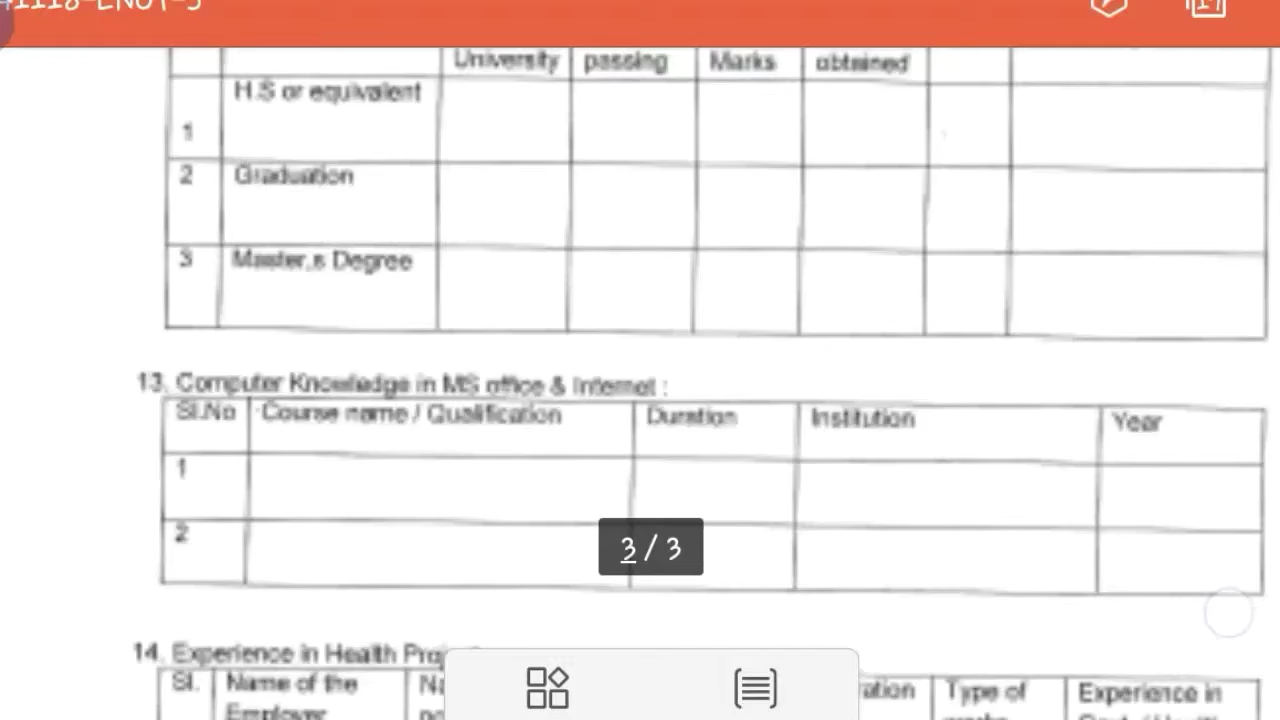 University passing Marks obtained
H.S or equivalent
1
2 Graduation
3 Master,s Degree
13. Computer Knowledge in MS office & Internet :
Sl.No Course name / Qualification Duration Institution Year
1
2
3 / 3
14. Experience in Health
Sl. Name of the Type of Experience in
Employer